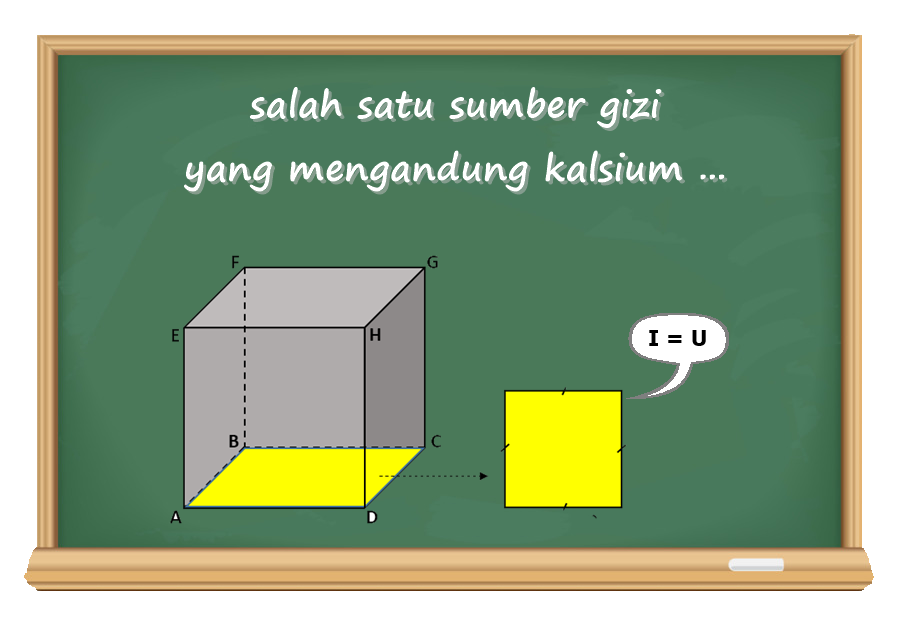 salah satu sumber gizi
yang mengandung kalsium ...
F
G
E
H
I = U
B
C
A
D